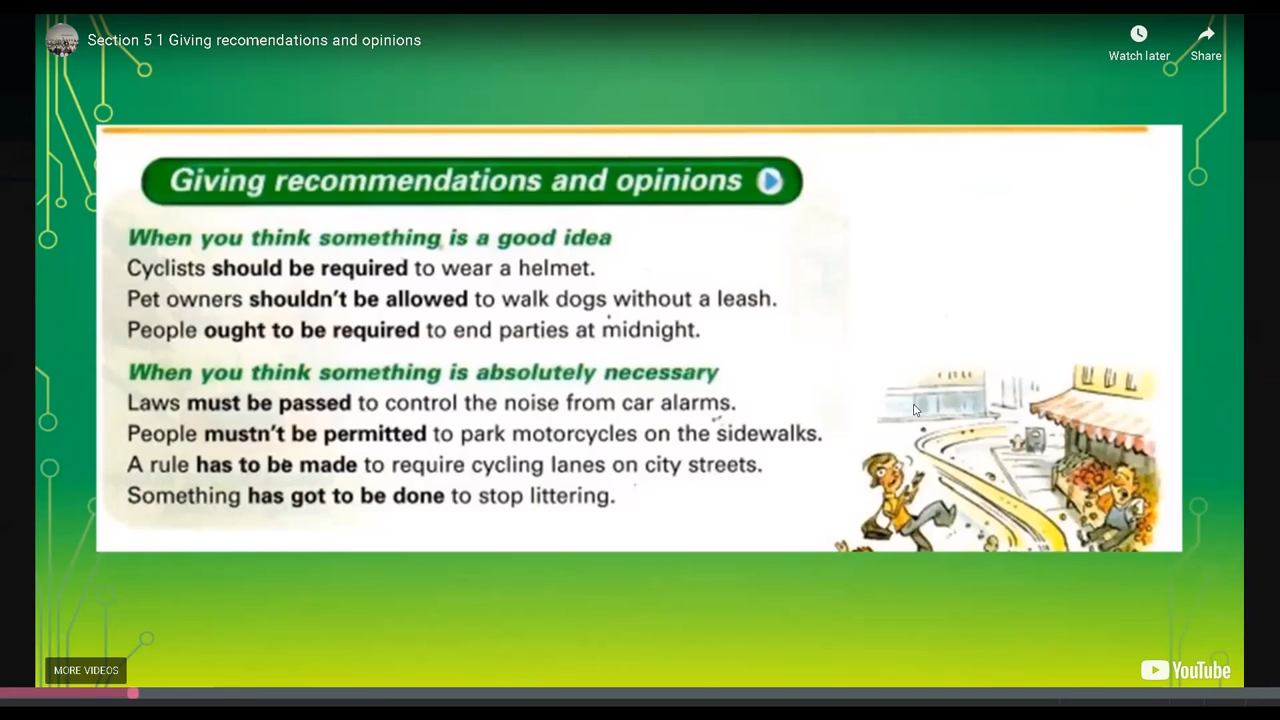 Section 5 1 Giving recomendations and opinions
Watch later
Share
Giving recommendations and opinions
When you think something is a good idea
Cyclists should be required to wear a helmet.
Pet owners shouldn't be allowed to walk dogs without a leash.
People ought to be required to end parties at midnight.
When you think something is absolutely necessary
Laws must be passed to control the noise from car alarms.
People mustn't be permitted to park motorcycles on the sidewalks.
A rule has to be made to require cycling lanes on city streets.
Something has got to be done to stop littering.
MORE VIDEOS
YouTube